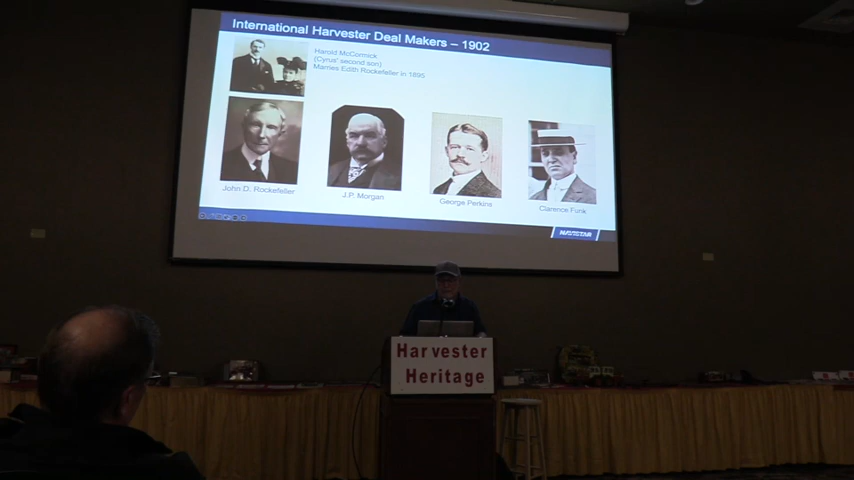 International Harvester Deal Makers – 1902
Harold McCormick
(Cyrus' second son)
Marries Edith Rockefeller in 1895
John D. Rockefeller
J.P. Morgan
George Perkins
Clarence Funk
NAVISTAR
Harvester
Heritage